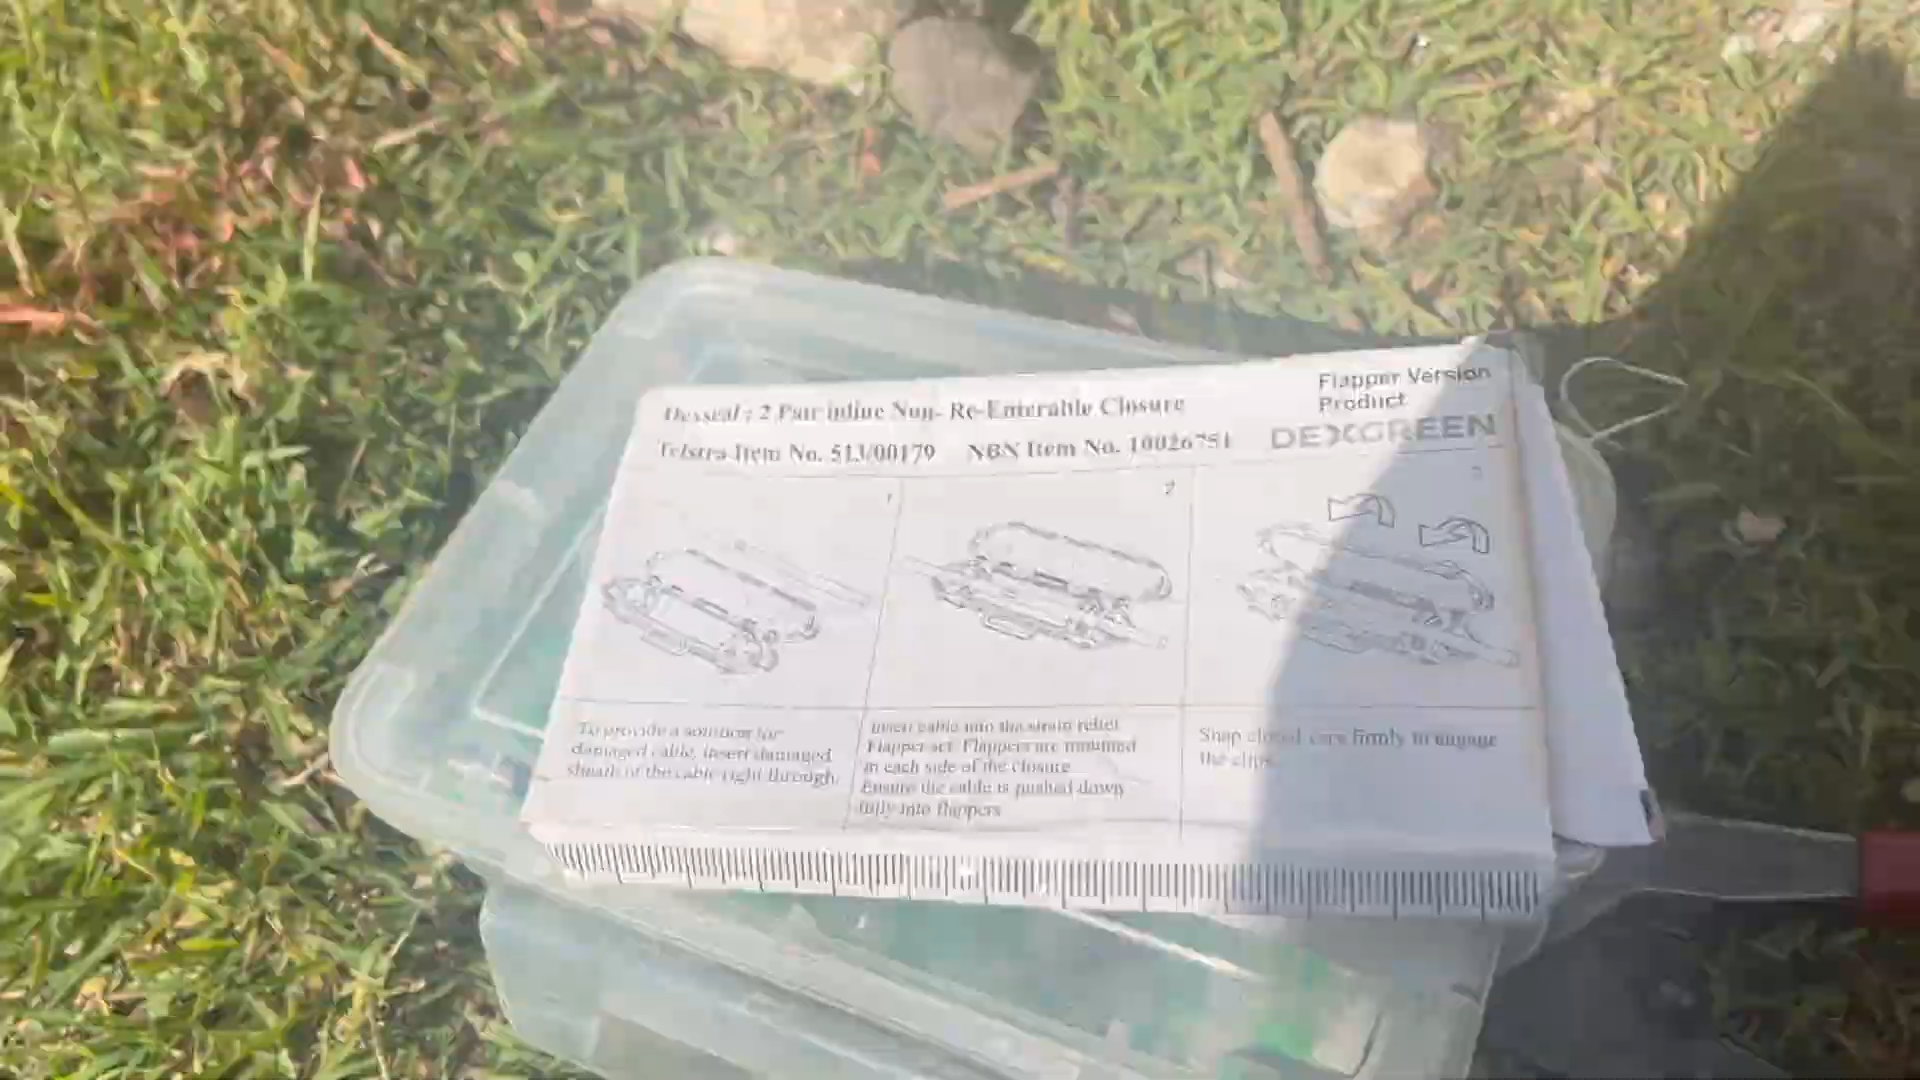 Dexseal : 2 Pair inline Non- Re-Enterable Closure
Flapper Version
Product
Telstra Item No. 513/00179 NBN Item No. 10026751
DEXGREEN
1
2
3
To provide a solution for
damaged cable, insert damaged
sheath of the cable right through.
Insert cable into the strain relief
Flapper set. Flappers are mounted
in each side of the closure
Ensure the cable is pushed down
fully into flappers
Snap closed core firmly to engage
the clips.